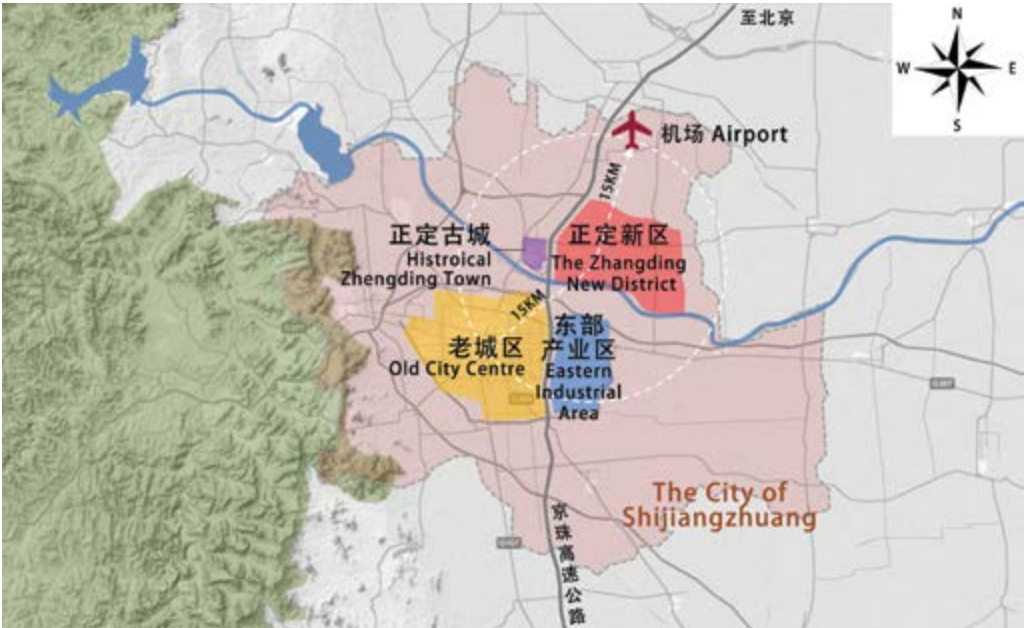 至北京
N
W
E
S
机场 Airport
15KM
正定古城
Histroical
Zhengding Town
正定新区
The Zhangding
New District
15KM
老城区
Old City Centre
东部
产业区
Eastern
Industrial
Area
The City of
Shijiangzhuang
京珠高速公路